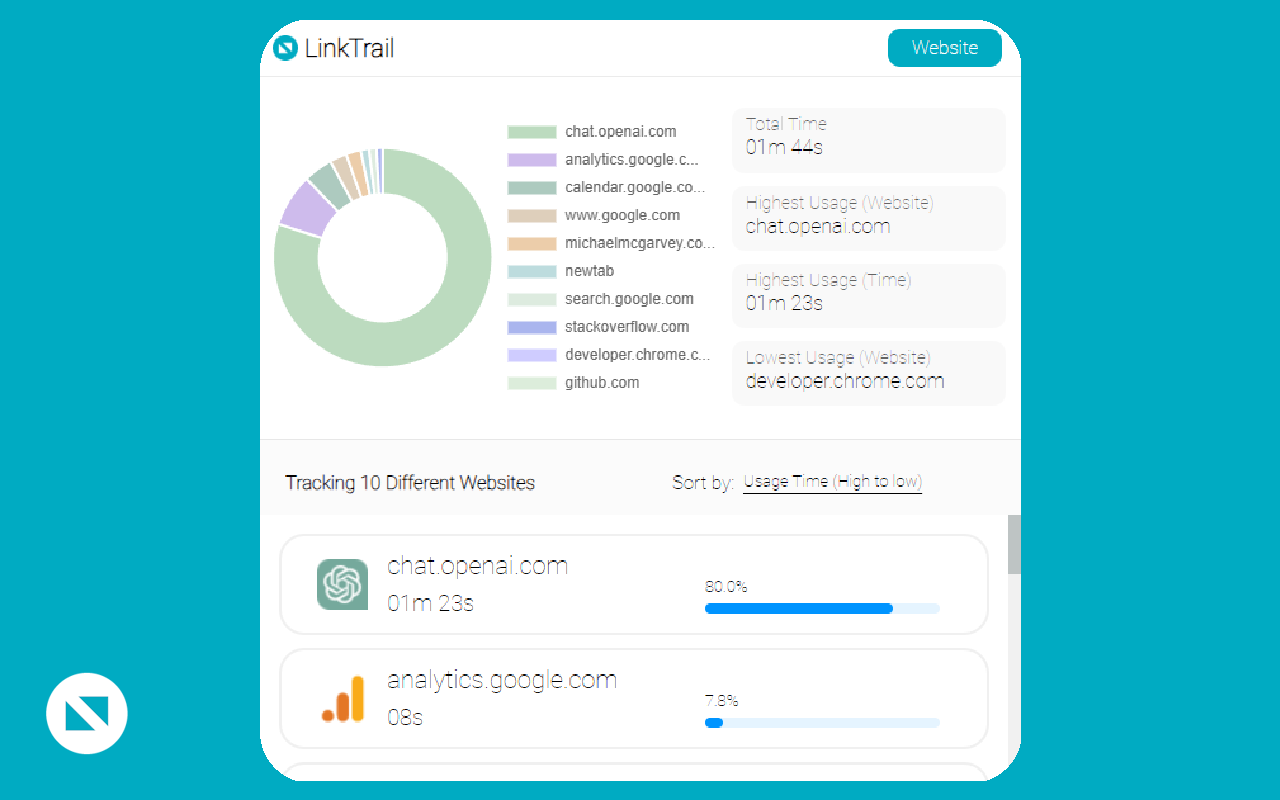 LinkTrail
Website
chat.openai.com
analytics.google.c...
calendar.google.co...
www.google.com
michaelmcgarvey.co...
newtab
search.google.com
stackoverflow.com
developer.chrome.c...
github.com
Total Time
01m 44s
Highest Usage (Website)
chat.openai.com
Highest Usage (Time)
01m 23s
Lowest Usage (Website)
developer.chrome.com
Tracking 10 Different Websites
Sort by: Usage Time (High to low)
chat.openai.com
01m 23s
80.0%
analytics.google.com
08s
7.8%